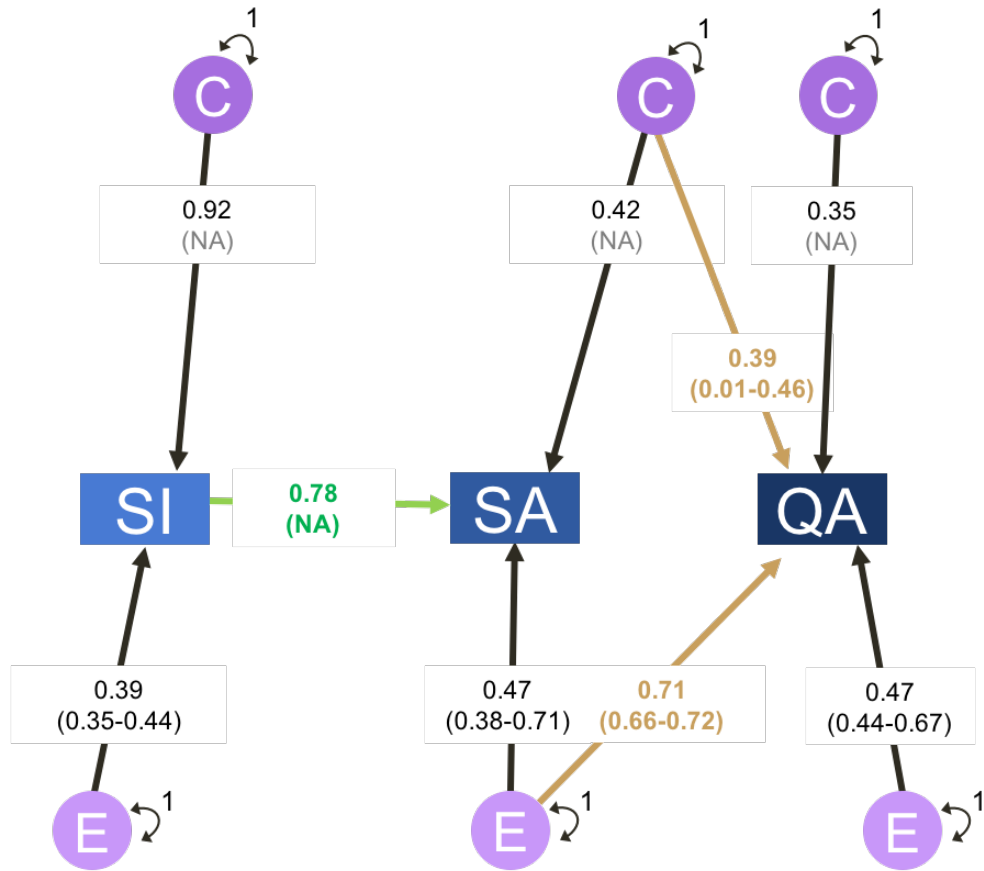 1
1
1
C
C
C
0.92
(NA)
0.42
(NA)
0.35
(NA)
0.39
(0.01-0.46)
SI
0.78
(NA)
SA
QA
0.39
(0.35-0.44)
0.47
(0.38-0.71)
0.71
(0.66-0.72)
0.47
(0.44-0.67)
1
1
1
E
E
E